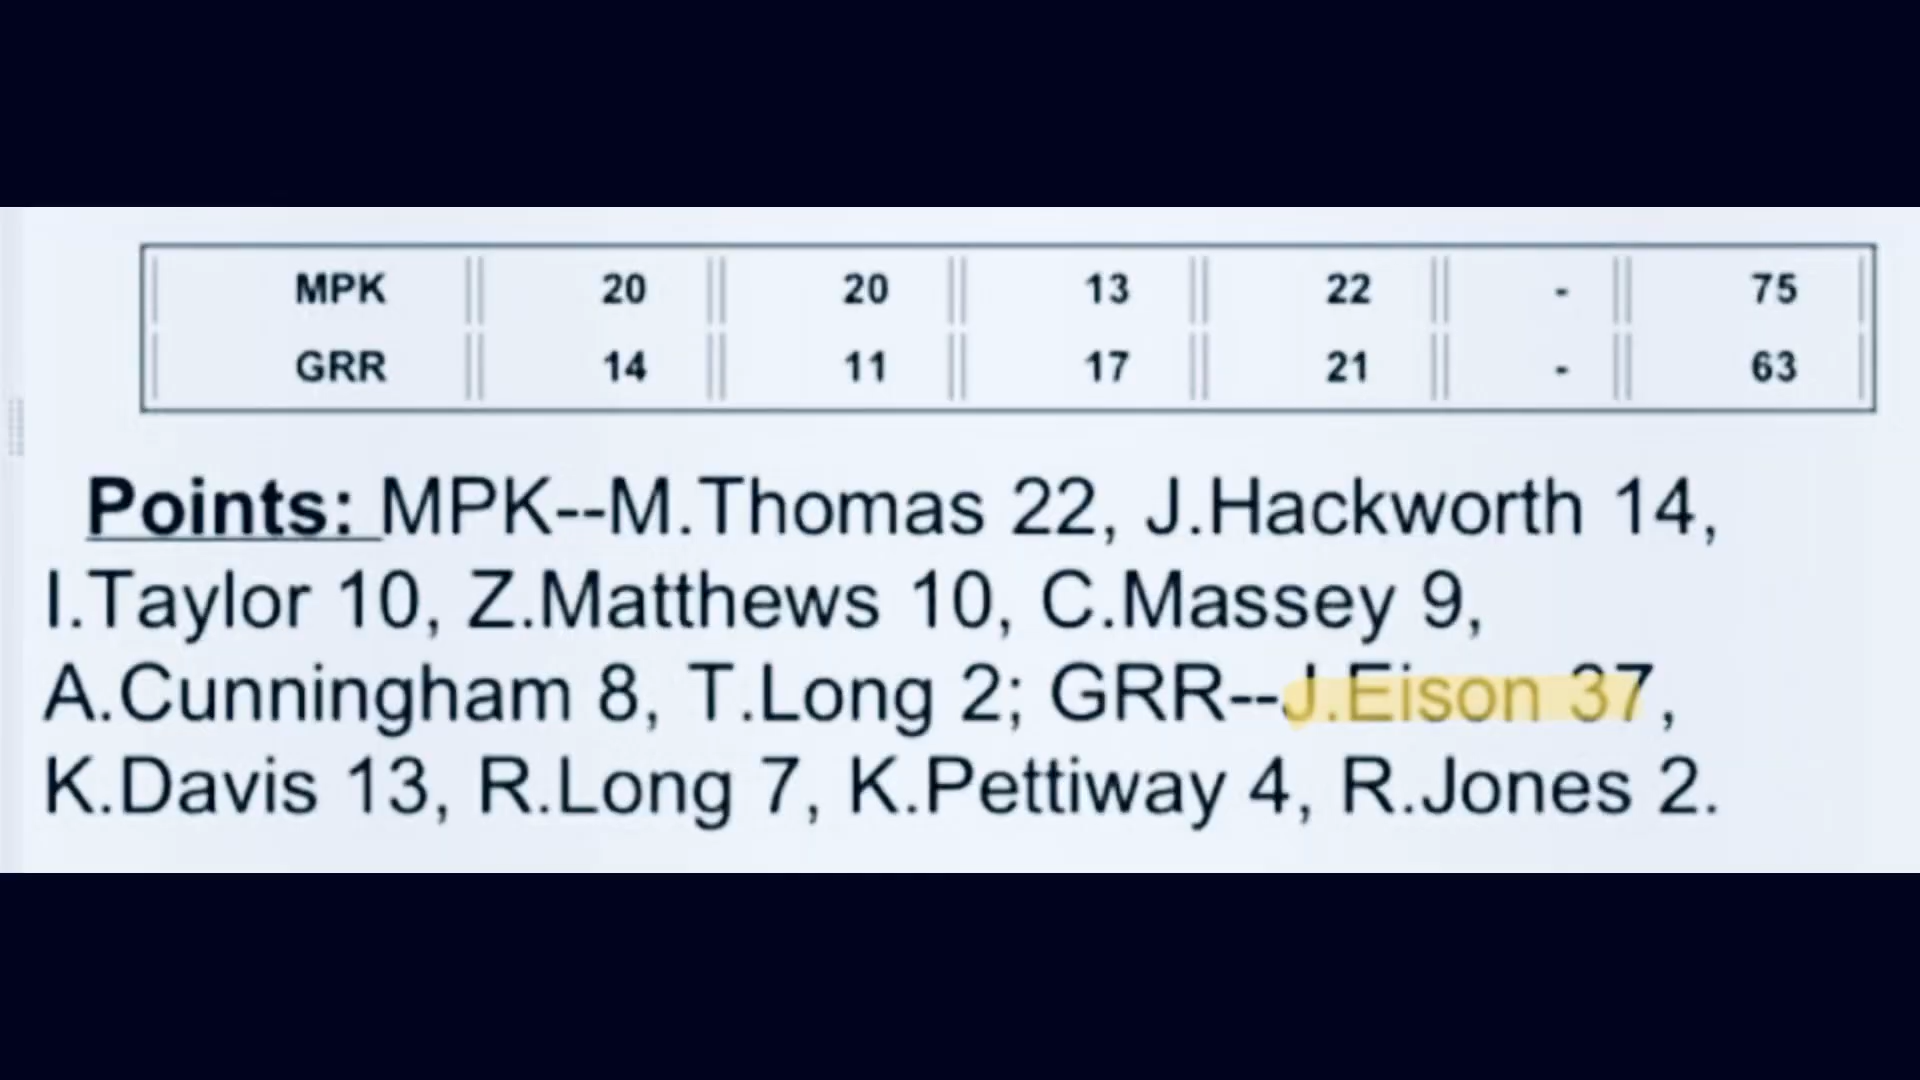 MPK 20 20 13 22 - 75
GRR 14 11 17 21 - 63
Points: MPK--M.Thomas 22, J.Hackworth 14,
I.Taylor 10, Z.Matthews 10, C.Massey 9,
A.Cunningham 8, T.Long 2; GRR--J.Eison 37,
K.Davis 13, R.Long 7, K.Pettiway 4, R.Jones 2.